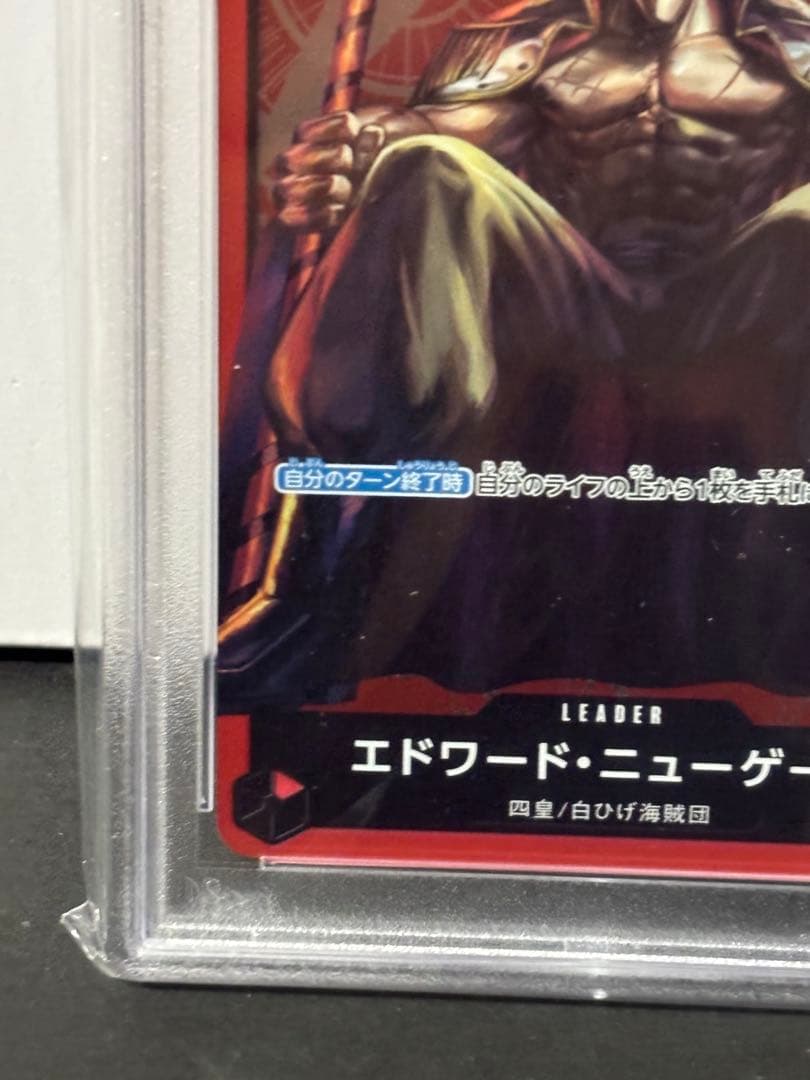 自分のターン終了時 自分のライフの上から1枚を手札に
LEADER
エドワード・ニューゲー
四皇/白ひげ海賊団